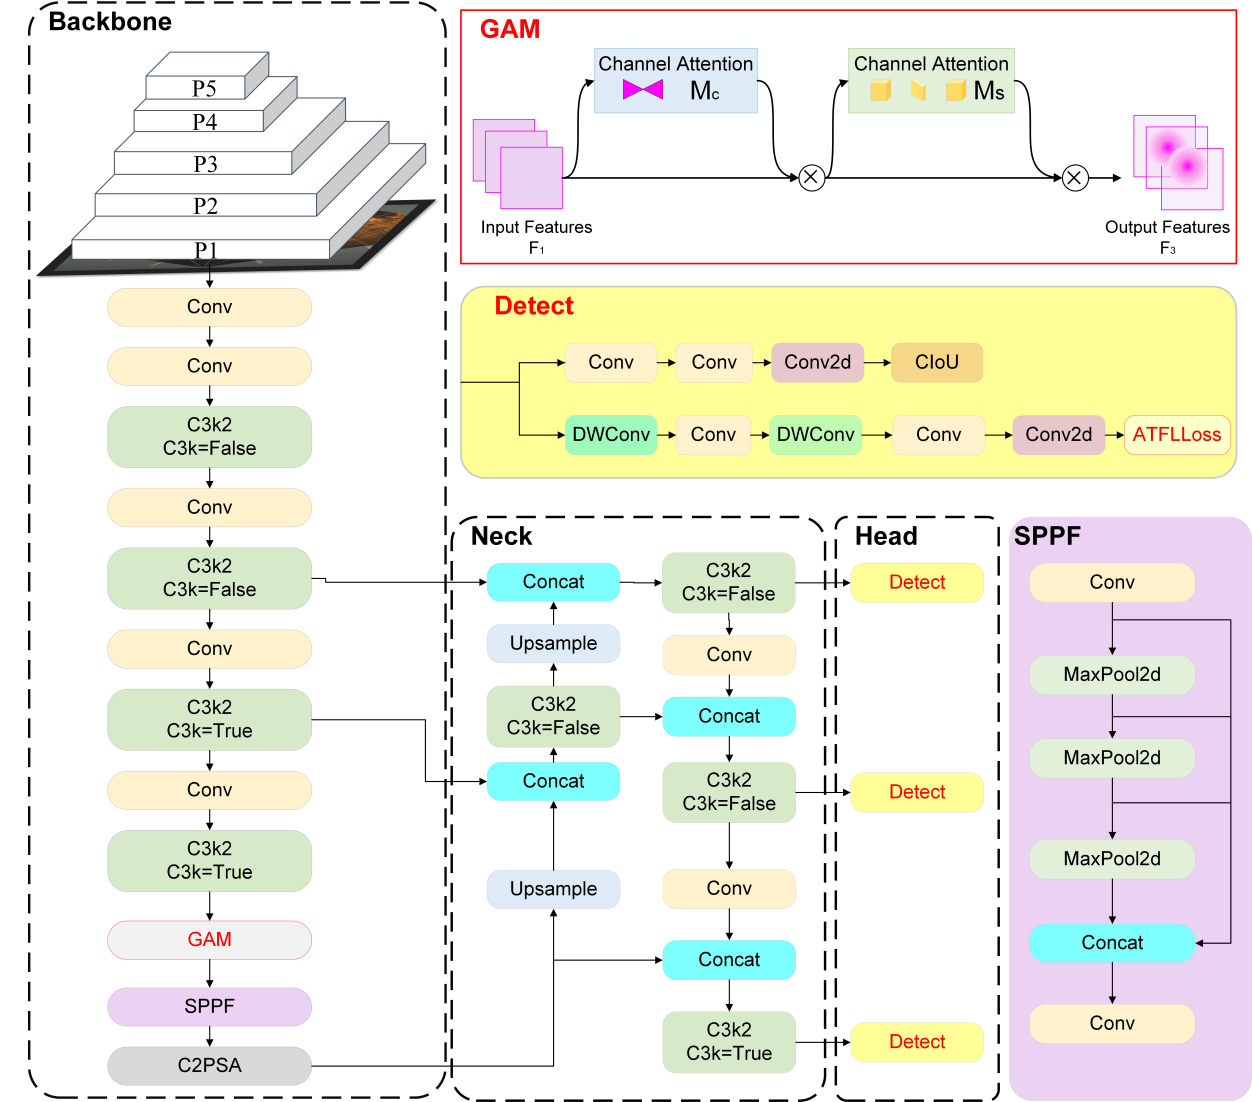 Backbone
P5
P4
P3
P2
P1
Conv
Conv
C3k2
C3k=False
Conv
C3k2
C3k=False
Conv
C3k2
C3k=True
Conv
C3k2
C3k=True
GAM
SPPF
C2PSA
GAM
Channel Attention
Mc
Channel Attention
Ms
Input Features
F1
Output Features
F3
Detect
Conv
Conv
Conv2d
CIoU
DWConv
Conv
DWConv
Conv
Conv2d
ATFLLoss
Neck
Concat
Upsample
C3k2
C3k=False
Concat
Upsample
C3k2
C3k=False
Conv
Concat
C3k2
C3k=False
Conv
Concat
C3k2
C3k=True
Head
Detect
Detect
Detect
SPPF
Conv
MaxPool2d
MaxPool2d
MaxPool2d
Concat
Conv